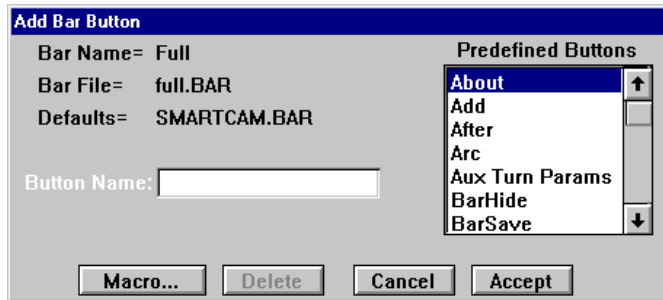 Add Bar Button
Bar Name= Full
Bar File= full.BAR
Defaults= SMARTCAM.BAR
Button Name:
Predefined Buttons
About
Add
After
Arc
Aux Turn Params
BarHide
BarSave
Macro...
Delete
Cancel
Accept